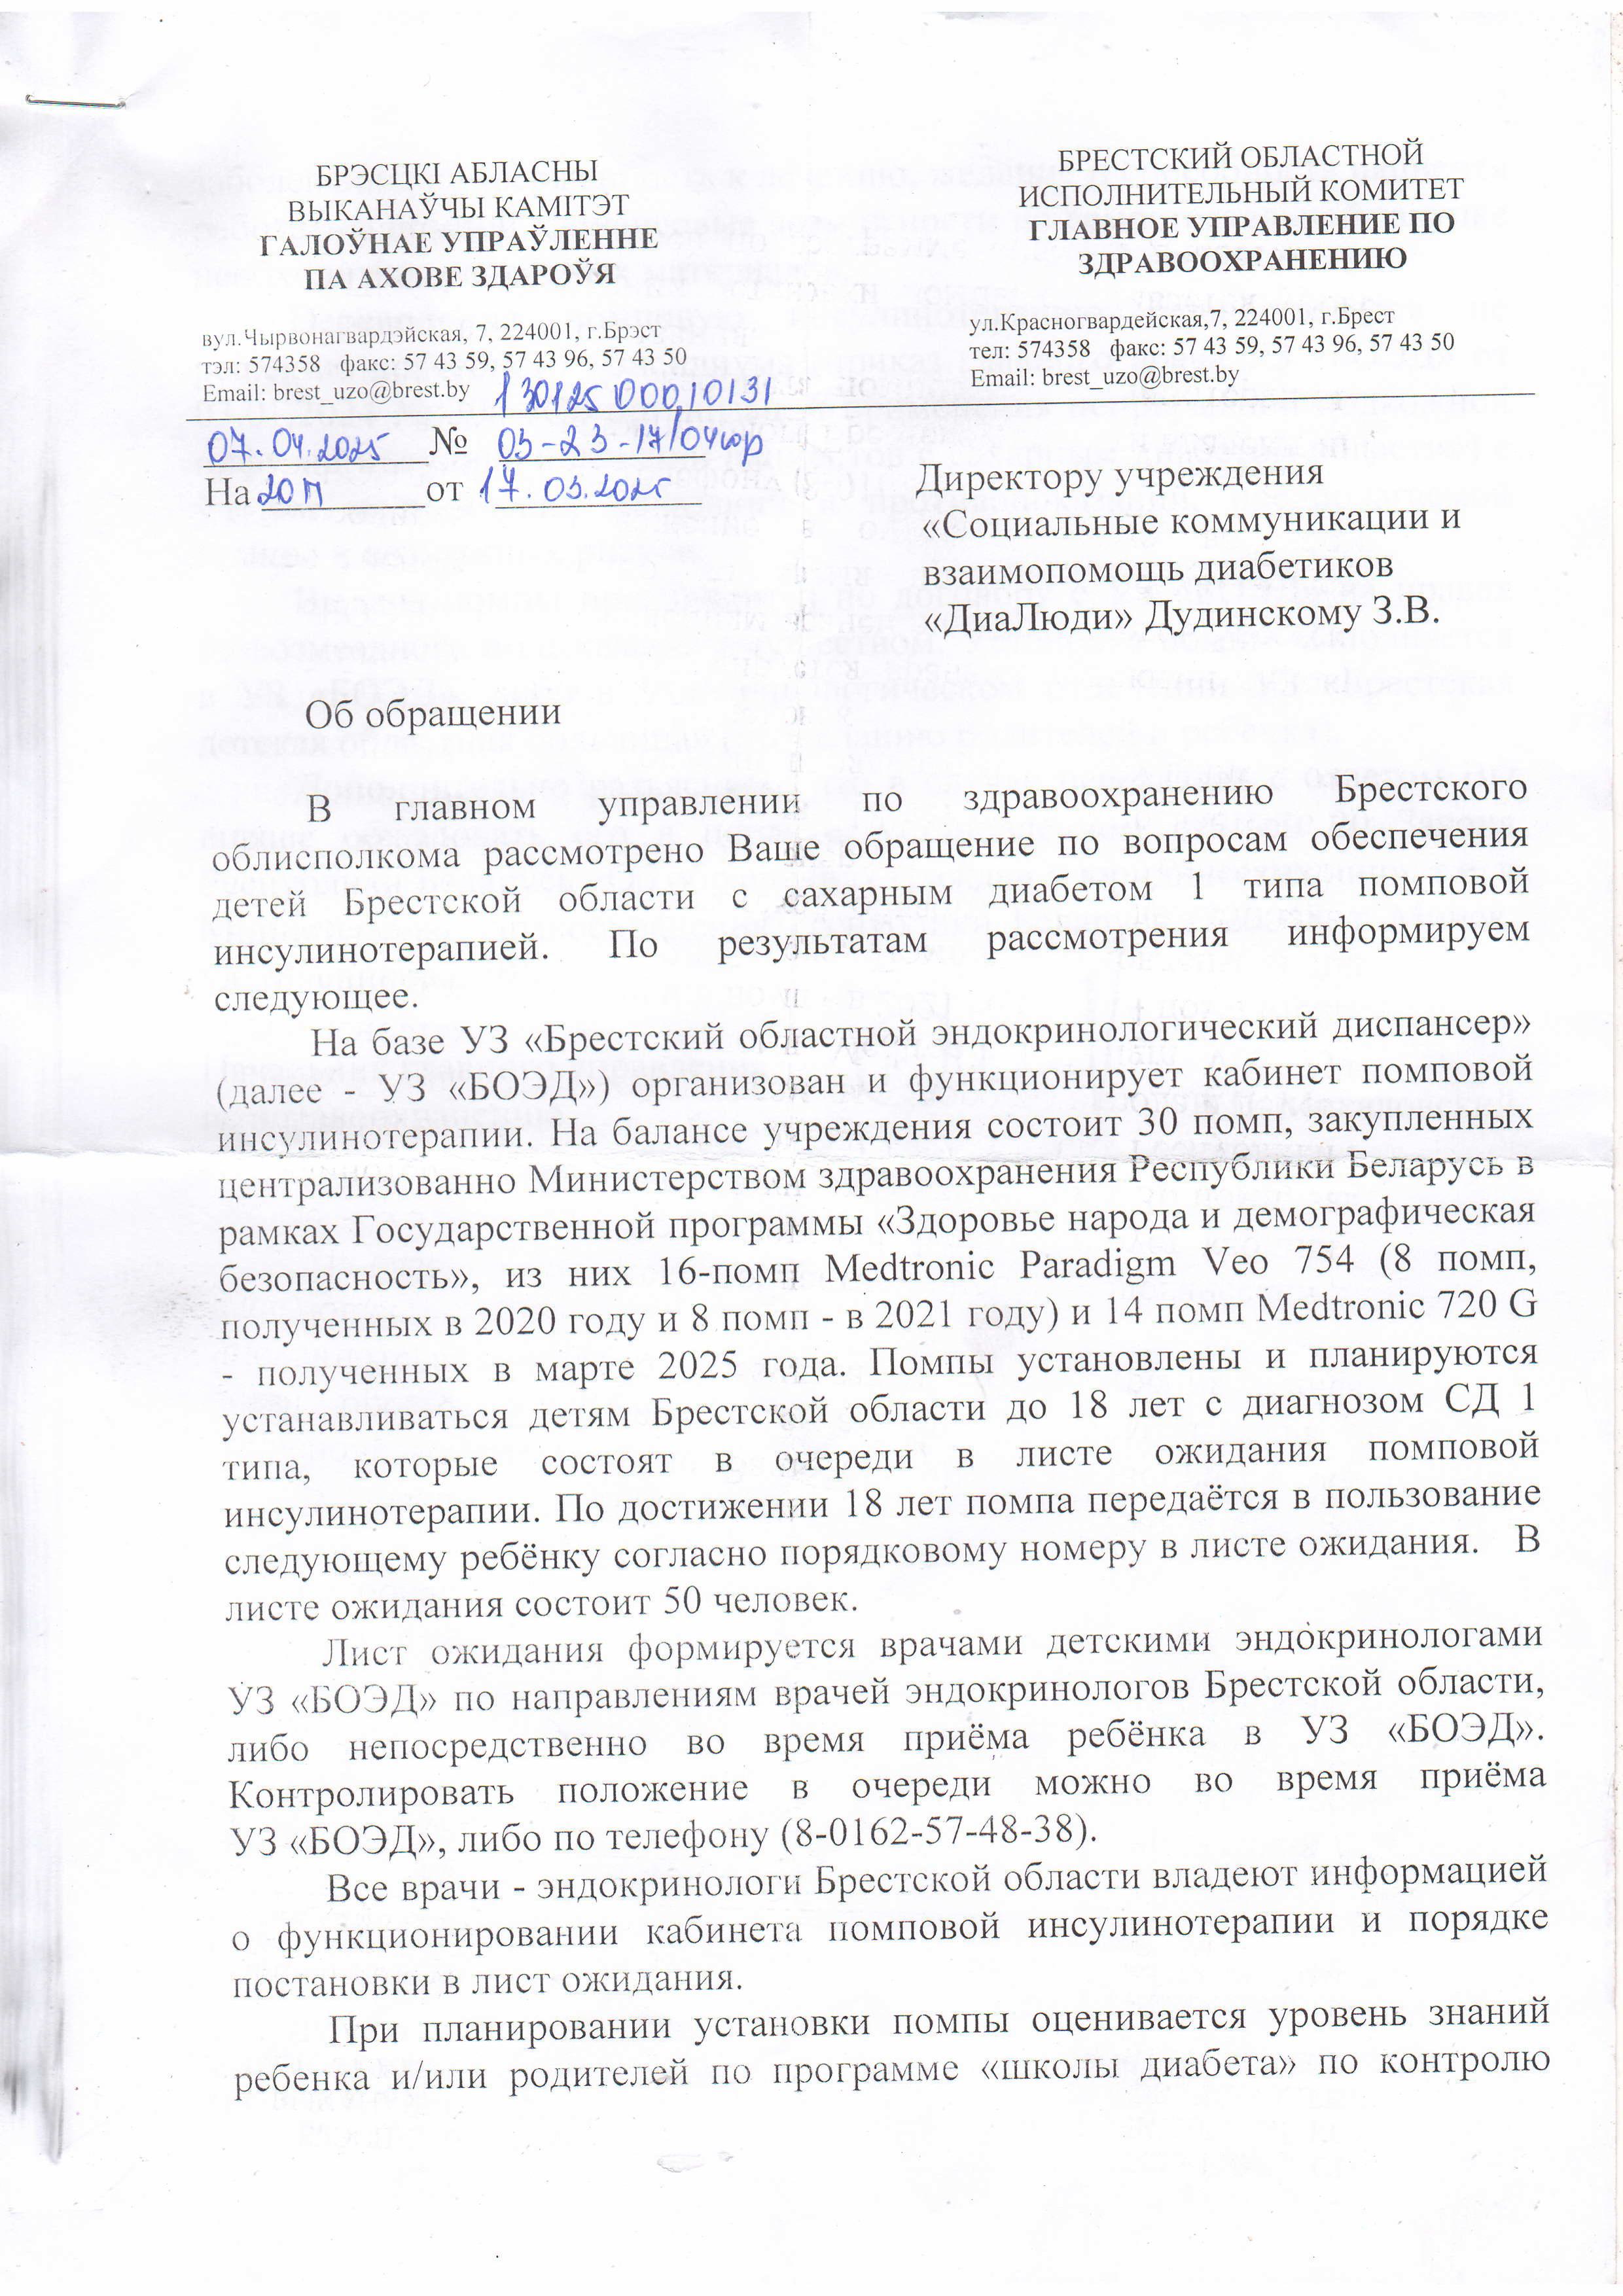 БРЭСЦКІ АБЛАСНЫ
ВЫКАНАЎЧЫ КАМІТЭТ
ГАЛОЎНАЕ УПРАЎЛЕННЕ
ПА АХОВЕ ЗДАРОЎЯ
вул.Чырвонагвардэйская, 7, 224001, г.Брэст
тэл: 574358 факс: 57 43 59, 57 43 96, 57 43 50
Email: brest_uzo@brest.by
БРЕСТСКИЙ ОБЛАСТНОЙ
ИСПОЛНИТЕЛЬНЫЙ КОМИТЕТ
ГЛАВНОЕ УПРАВЛЕНИЕ ПО
ЗДРАВООХРАНЕНИЮ
ул.Красногвардейская,7, 224001, г.Брест
тел: 574358 факс: 57 43 59, 57 43 96, 57 43 50
Email: brest_uzo@brest.by
130125 00010131
07.04.2025 № 03-23-17/04юр
На 20П от 17.03.2025
Директору учреждения
«Социальные коммуникации и
взаимопомощь диабетиков
«ДиаЛюди» Дудинскому З.В.
Об обращении
В главном управлении по здравоохранению Брестского
облисполкома рассмотрено Ваше обращение по вопросам обеспечения
детей Брестской области с сахарным диабетом 1 типа помповой
инсулинотерапией. По результатам рассмотрения информируем
следующее.
На базе УЗ «Брестский областной эндокринологический диспансер»
(далее - УЗ «БОЭД») организован и функционирует кабинет помповой
инсулинотерапии. На балансе учреждения состоит 30 помп, закупленных
централизованно Министерством здравоохранения Республики Беларусь в
рамках Государственной программы «Здоровье народа и демографическая
безопасность», из них 16-помп Medtronic Paradigm Veo 754 (8 помп,
полученных в 2020 году и 8 помп - в 2021 году) и 14 помп Medtronic 720 G
- полученных в марте 2025 года. Помпы установлены и планируются
устанавливаться детям Брестской области до 18 лет с диагнозом СД 1
типа, которые состоят в очереди в листе ожидания помповой
инсулинотерапии. По достижении 18 лет помпа передаётся в пользование
следующему ребёнку согласно порядковому номеру в листе ожидания. В
листе ожидания состоит 50 человек.
Лист ожидания формируется врачами детскими эндокринологами
УЗ «БОЭД» по направлениям врачей эндокринологов Брестской области,
либо непосредственно во время приёма ребёнка в УЗ «БОЭД».
Контролировать положение в очереди можно во время приёма
УЗ «БОЭД», либо по телефону (8-0162-57-48-38).
Все врачи - эндокринологи Брестской области владеют информацией
о функционировании кабинета помповой инсулинотерапии и порядке
постановки в лист ожидания.
При планировании установки помпы оценивается уровень знаний
ребенка и/или родителей по программе «школы диабета» по контролю